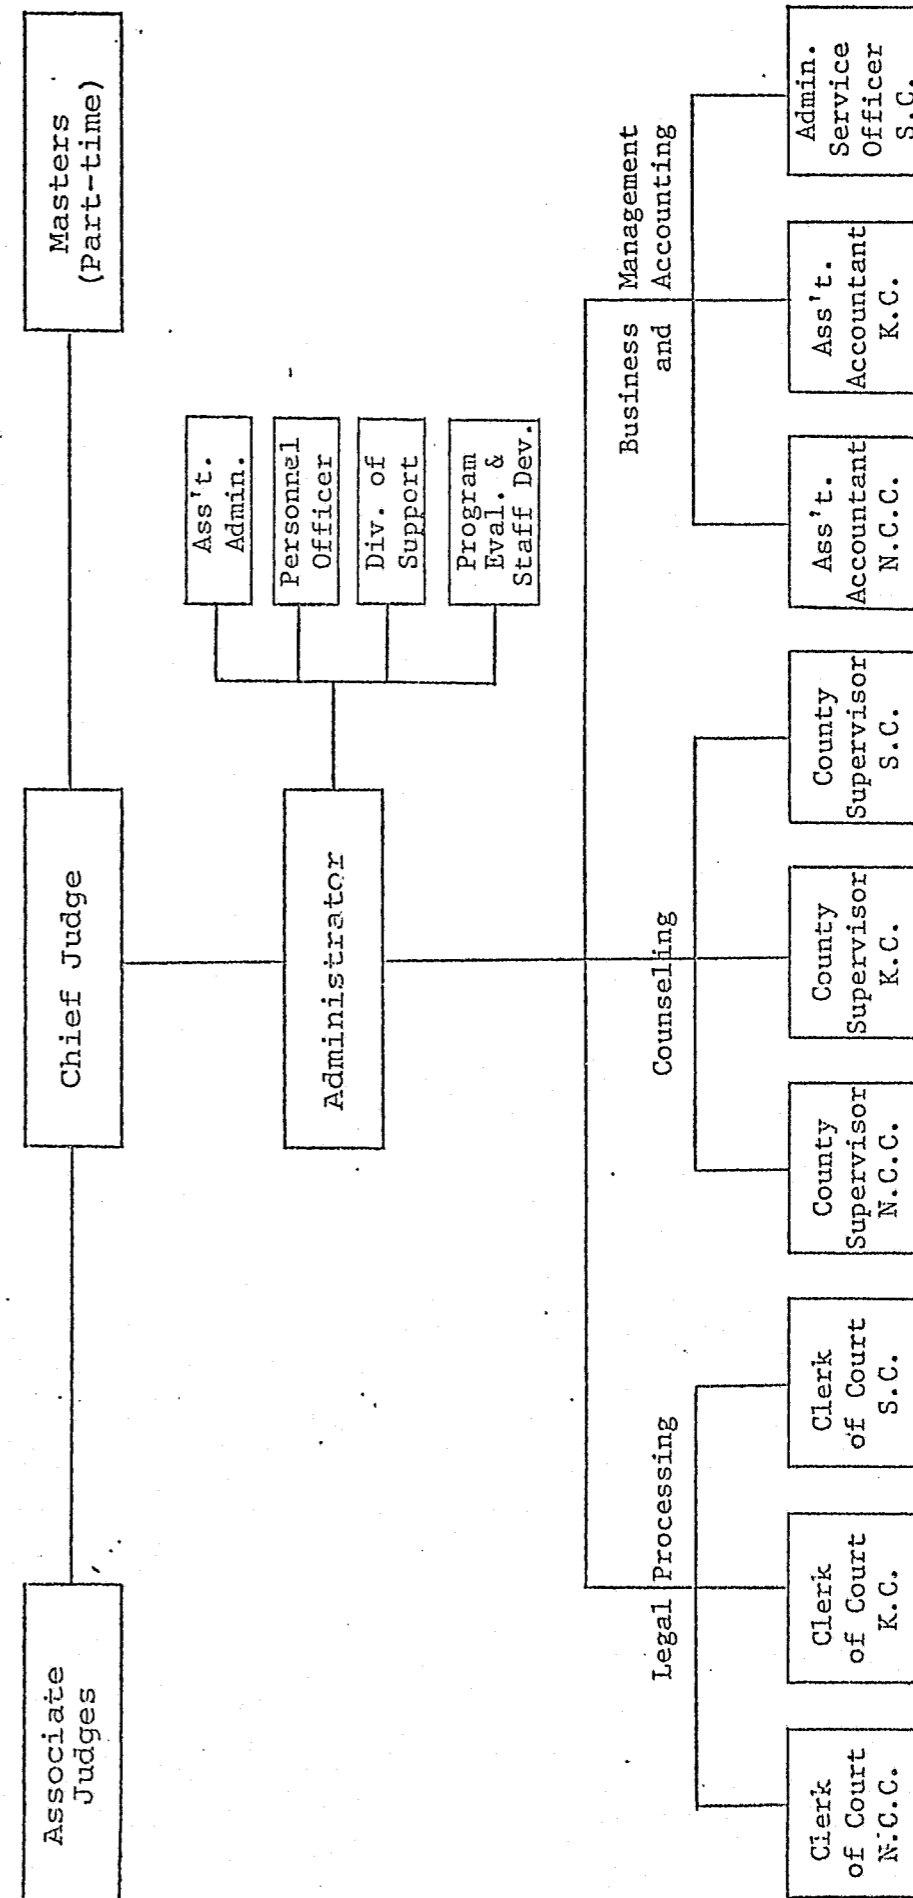 Associate
Judges
Chief Judge
Masters
(Part-time)
Administrator
Ass't.
Admin.
Personnel
Officer
Div. of
Support
Program
Eval. &
Staff Dev.
Legal Processing
Counseling
Business Management
and Accounting
Clerk
of Court
N.C.C.
Clerk
of Court
K.C.
Clerk
of Court
S.C.
County
Supervisor
N.C.C.
County
Supervisor
K.C.
County
Supervisor
S.C.
Ass't.
Accountant
N.C.C.
Ass't.
Accountant
K.C.
Admin.
Service
Officer
S.C.